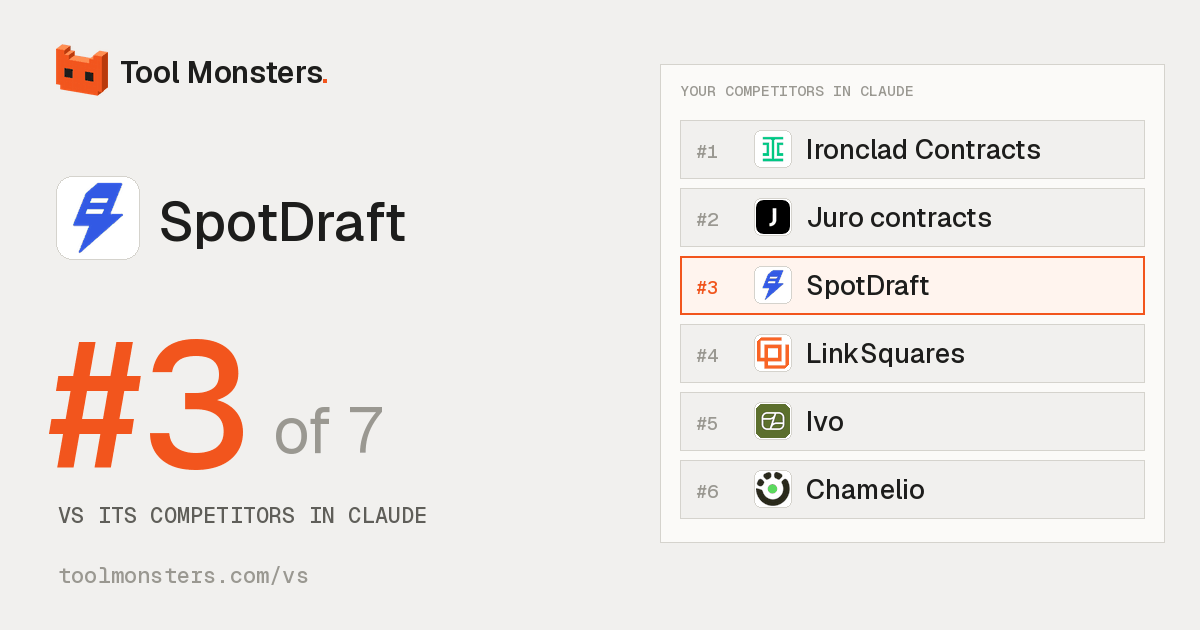 Tool Monsters.
SpotDraft
#3 of 7
VS ITS COMPETITORS IN CLAUDE
toolmonsters.com/vs
YOUR COMPETITORS IN CLAUDE
#1 Ironclad Contracts
#2 J Juro contracts
#3 SpotDraft
#4 LinkSquares
#5 Ivo
#6 Chamelio